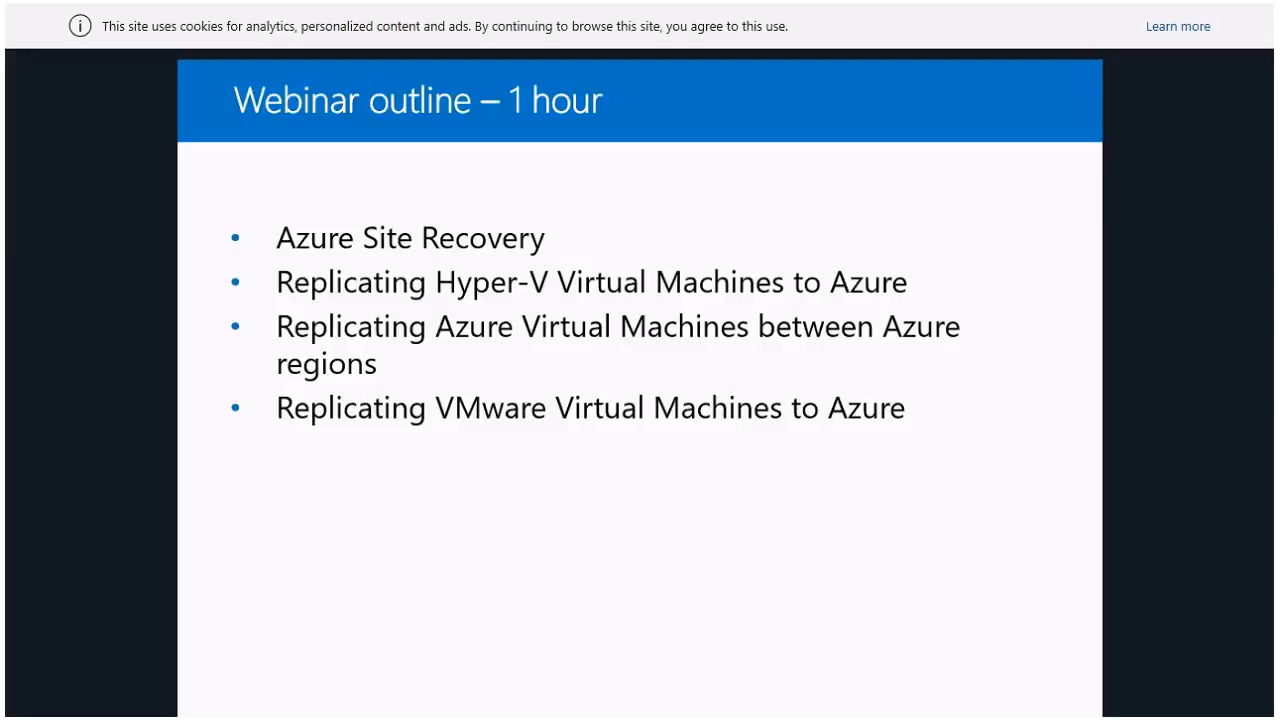 This site uses cookies for analytics, personalized content and ads. By continuing to browse this site, you agree to this use.
Learn more
Webinar outline – 1 hour
• Azure Site Recovery
• Replicating Hyper-V Virtual Machines to Azure
• Replicating Azure Virtual Machines between Azure
regions
• Replicating VMware Virtual Machines to Azure